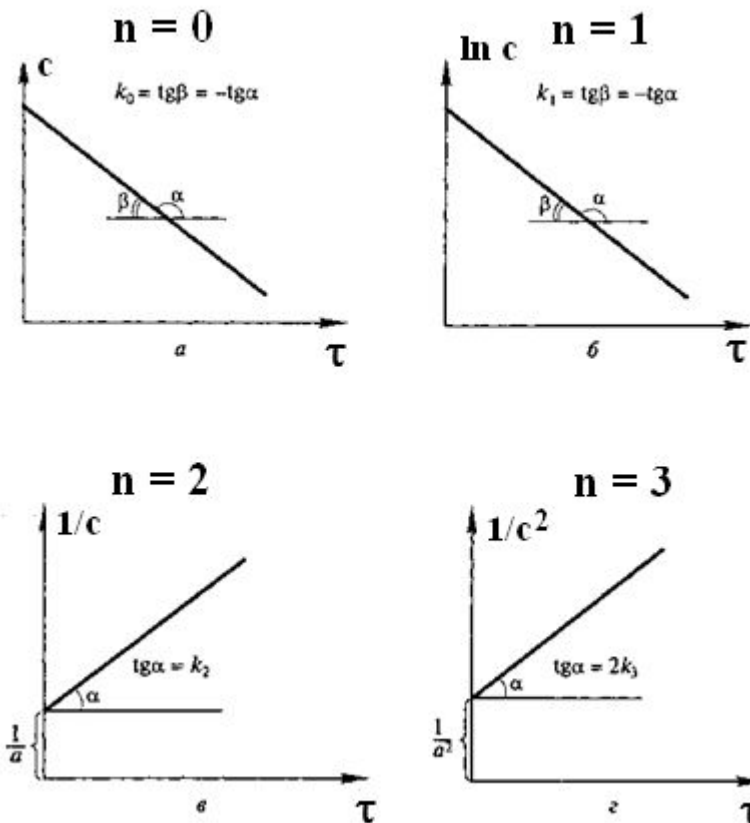 n = 0
c
k₀ = tgβ = -tgα
β
α
τ
а
n = 1
ln c
k₁ = tgβ = -tgα
β
α
τ
б
n = 2
1/c
tgα = k₂
α
1/a
τ
в
n = 3
1/c²
tgα = 2k₃
α
1/a²
τ
г